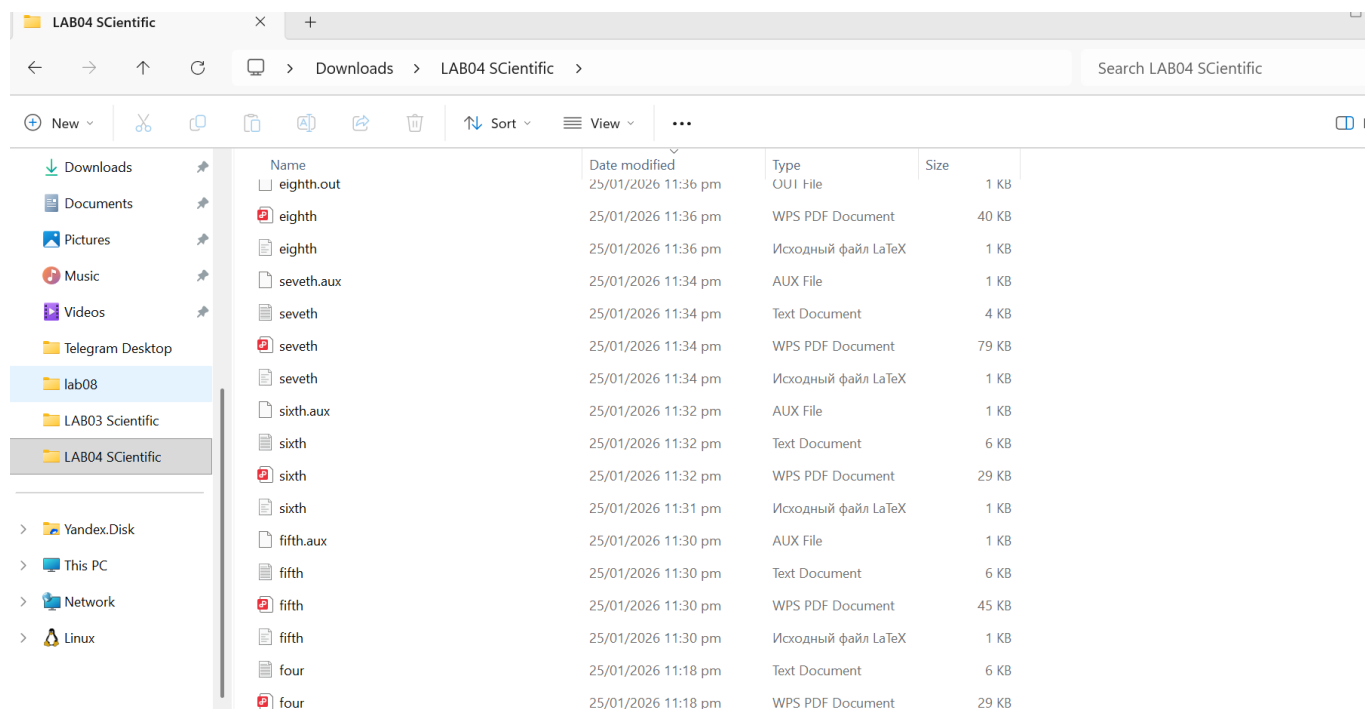 LAB04 SCientific
Downloads > LAB04 SCientific >
Search LAB04 SCientific
New
Sort
View
Downloads
Documents
Pictures
Music
Videos
Telegram Desktop
lab08
LAB03 Scientific
LAB04 SCientific
Yandex.Disk
This PC
Network
Linux
Name Date modified Type Size
eighth.out 25/01/2026 11:36 pm OUT File 1 KB
eighth 25/01/2026 11:36 pm WPS PDF Document 40 KB
eighth 25/01/2026 11:36 pm Исходный файл LaTeX 1 KB
seveth.aux 25/01/2026 11:34 pm AUX File 1 KB
seveth 25/01/2026 11:34 pm Text Document 4 KB
seveth 25/01/2026 11:34 pm WPS PDF Document 79 KB
seveth 25/01/2026 11:34 pm Исходный файл LaTeX 1 KB
sixth.aux 25/01/2026 11:32 pm AUX File 1 KB
sixth 25/01/2026 11:32 pm Text Document 6 KB
sixth 25/01/2026 11:32 pm WPS PDF Document 29 KB
sixth 25/01/2026 11:31 pm Исходный файл LaTeX 1 KB
fifth.aux 25/01/2026 11:30 pm AUX File 1 KB
fifth 25/01/2026 11:30 pm Text Document 6 KB
fifth 25/01/2026 11:30 pm WPS PDF Document 45 KB
fifth 25/01/2026 11:30 pm Исходный файл LaTeX 1 KB
four 25/01/2026 11:18 pm Text Document 6 KB
four 25/01/2026 11:18 pm WPS PDF Document 29 KB